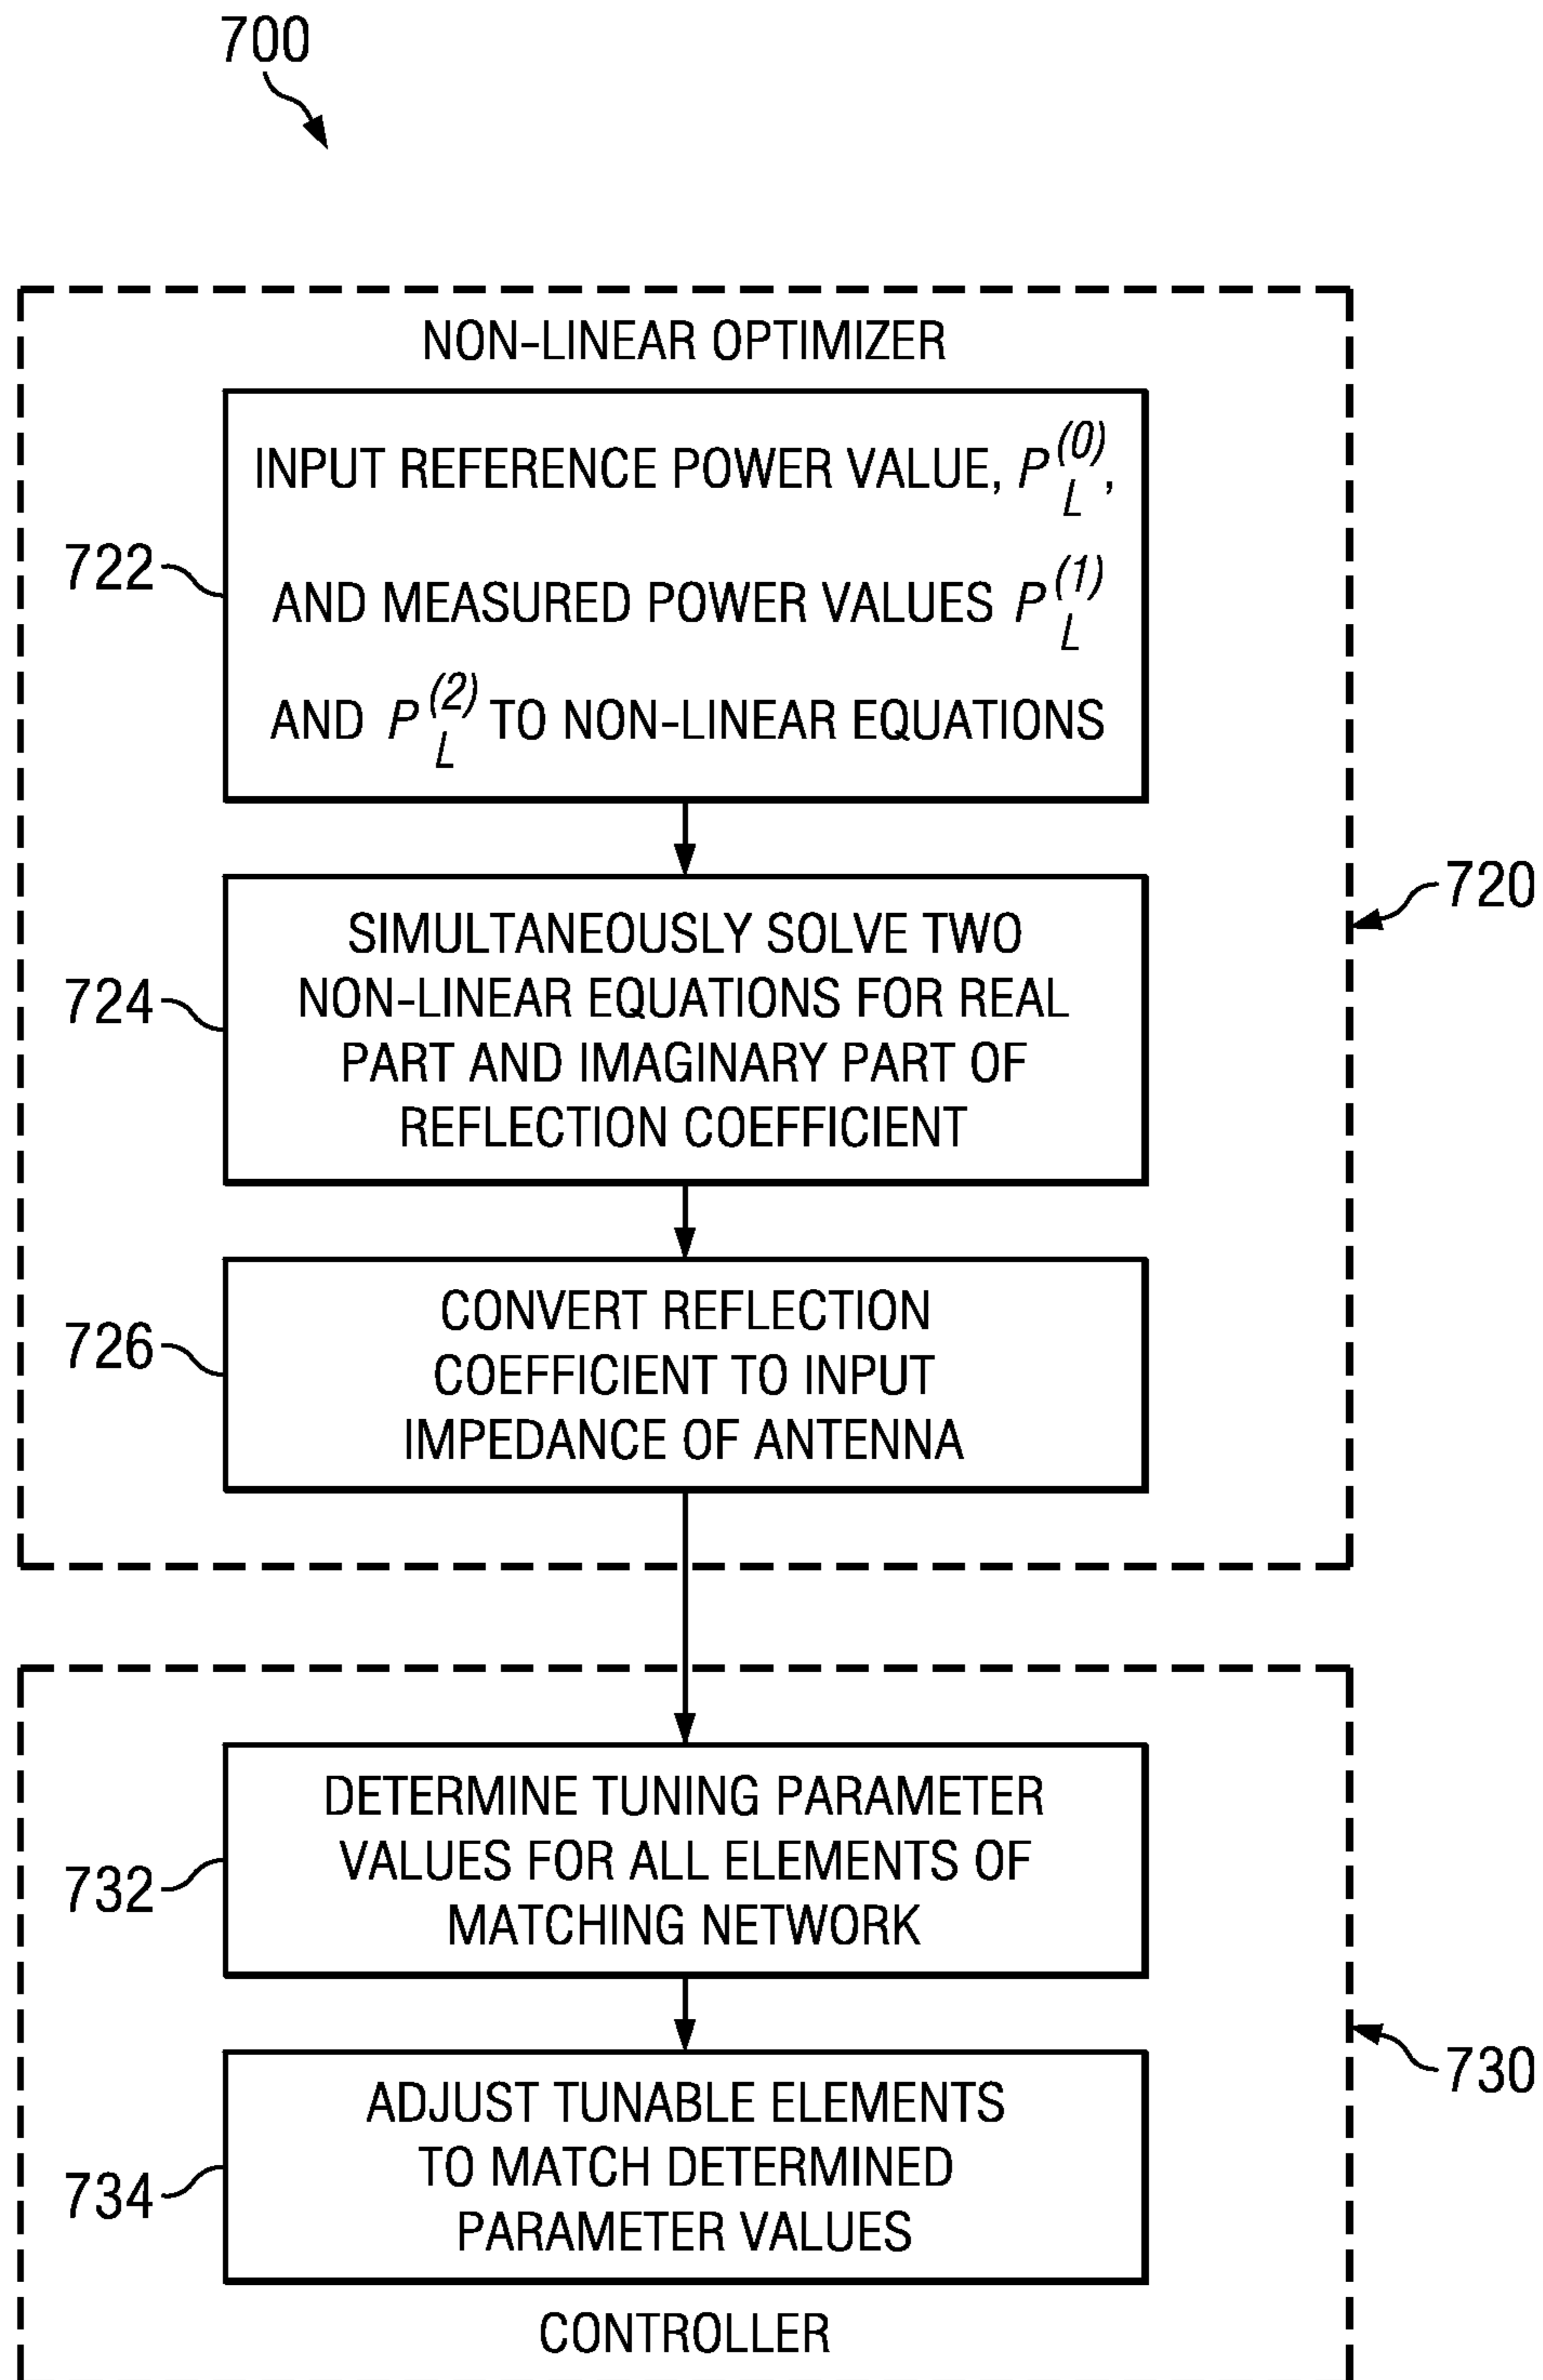 700
NON-LINEAR OPTIMIZER
INPUT REFERENCE POWER VALUE, P_L^(0),
AND MEASURED POWER VALUES P_L^(1)
AND P_L^(2) TO NON-LINEAR EQUATIONS
722
720
SIMULTANEOUSLY SOLVE TWO
NON-LINEAR EQUATIONS FOR REAL
PART AND IMAGINARY PART OF
REFLECTION COEFFICIENT
724
CONVERT REFLECTION
COEFFICIENT TO INPUT
IMPEDANCE OF ANTENNA
726
DETERMINE TUNING PARAMETER
VALUES FOR ALL ELEMENTS OF
MATCHING NETWORK
732
730
ADJUST TUNABLE ELEMENTS
TO MATCH DETERMINED
PARAMETER VALUES
734
CONTROLLER